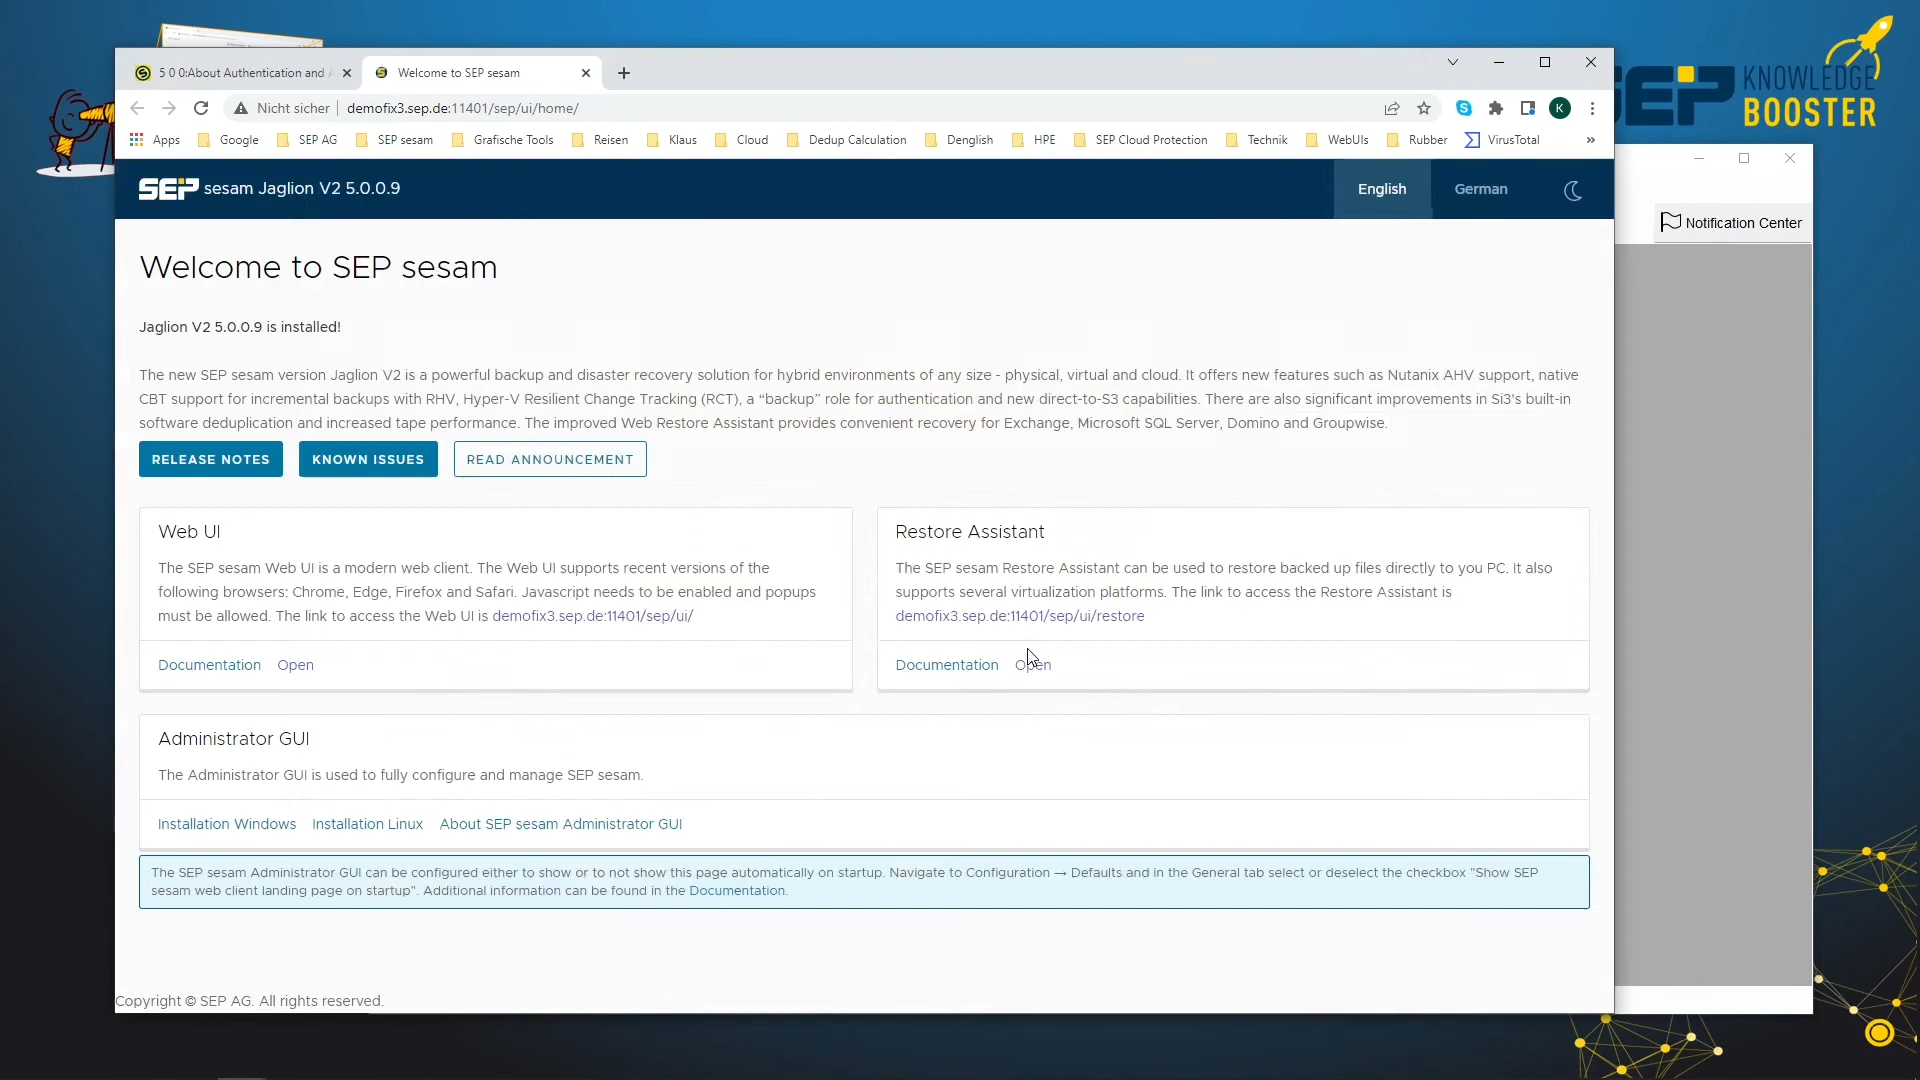 5 0 0:About Authentication and
Welcome to SEP sesam
Nicht sicher
demofix3.sep.de:11401/sep/ui/home/
K
Apps
Google
SEP AG
SEP sesam
Grafische Tools
Reisen
Klaus
Cloud
Dedup Calculation
Denglish
HPE
SEP Cloud Protection
Technik
WebUIs
Rubber
VirusTotal
»
SEP KNOWLEDGE
BOOSTER
Notification Center
SEP sesam Jaglion V2 5.0.0.9
English
German
Welcome to SEP sesam
Jaglion V2 5.0.0.9 is installed!
The new SEP sesam version Jaglion V2 is a powerful backup and disaster recovery solution for hybrid environments of any size - physical, virtual and cloud. It offers new features such as Nutanix AHV support, native
CBT support for incremental backups with RHV, Hyper-V Resilient Change Tracking (RCT), a “backup” role for authentication and new direct-to-S3 capabilities. There are also significant improvements in Si3's built-in
software deduplication and increased tape performance. The improved Web Restore Assistant provides convenient recovery for Exchange, Microsoft SQL Server, Domino and Groupwise.
RELEASE NOTES
KNOWN ISSUES
READ ANNOUNCEMENT
Web UI
The SEP sesam Web UI is a modern web client. The Web UI supports recent versions of the
following browsers: Chrome, Edge, Firefox and Safari. Javascript needs to be enabled and popups
must be allowed. The link to access the Web UI is demofix3.sep.de:11401/sep/ui/
Documentation
Open
Restore Assistant
The SEP sesam Restore Assistant can be used to restore backed up files directly to you PC. It also
supports several virtualization platforms. The link to access the Restore Assistant is
demofix3.sep.de:11401/sep/ui/restore
Documentation
Open
Administrator GUI
The Administrator GUI is used to fully configure and manage SEP sesam.
Installation Windows
Installation Linux
About SEP sesam Administrator GUI
The SEP sesam Administrator GUI can be configured either to show or to not show this page automatically on startup. Navigate to Configuration → Defaults and in the General tab select or deselect the checkbox "Show SEP
sesam web client landing page on startup". Additional information can be found in the Documentation.
Copyright © SEP AG. All rights reserved.